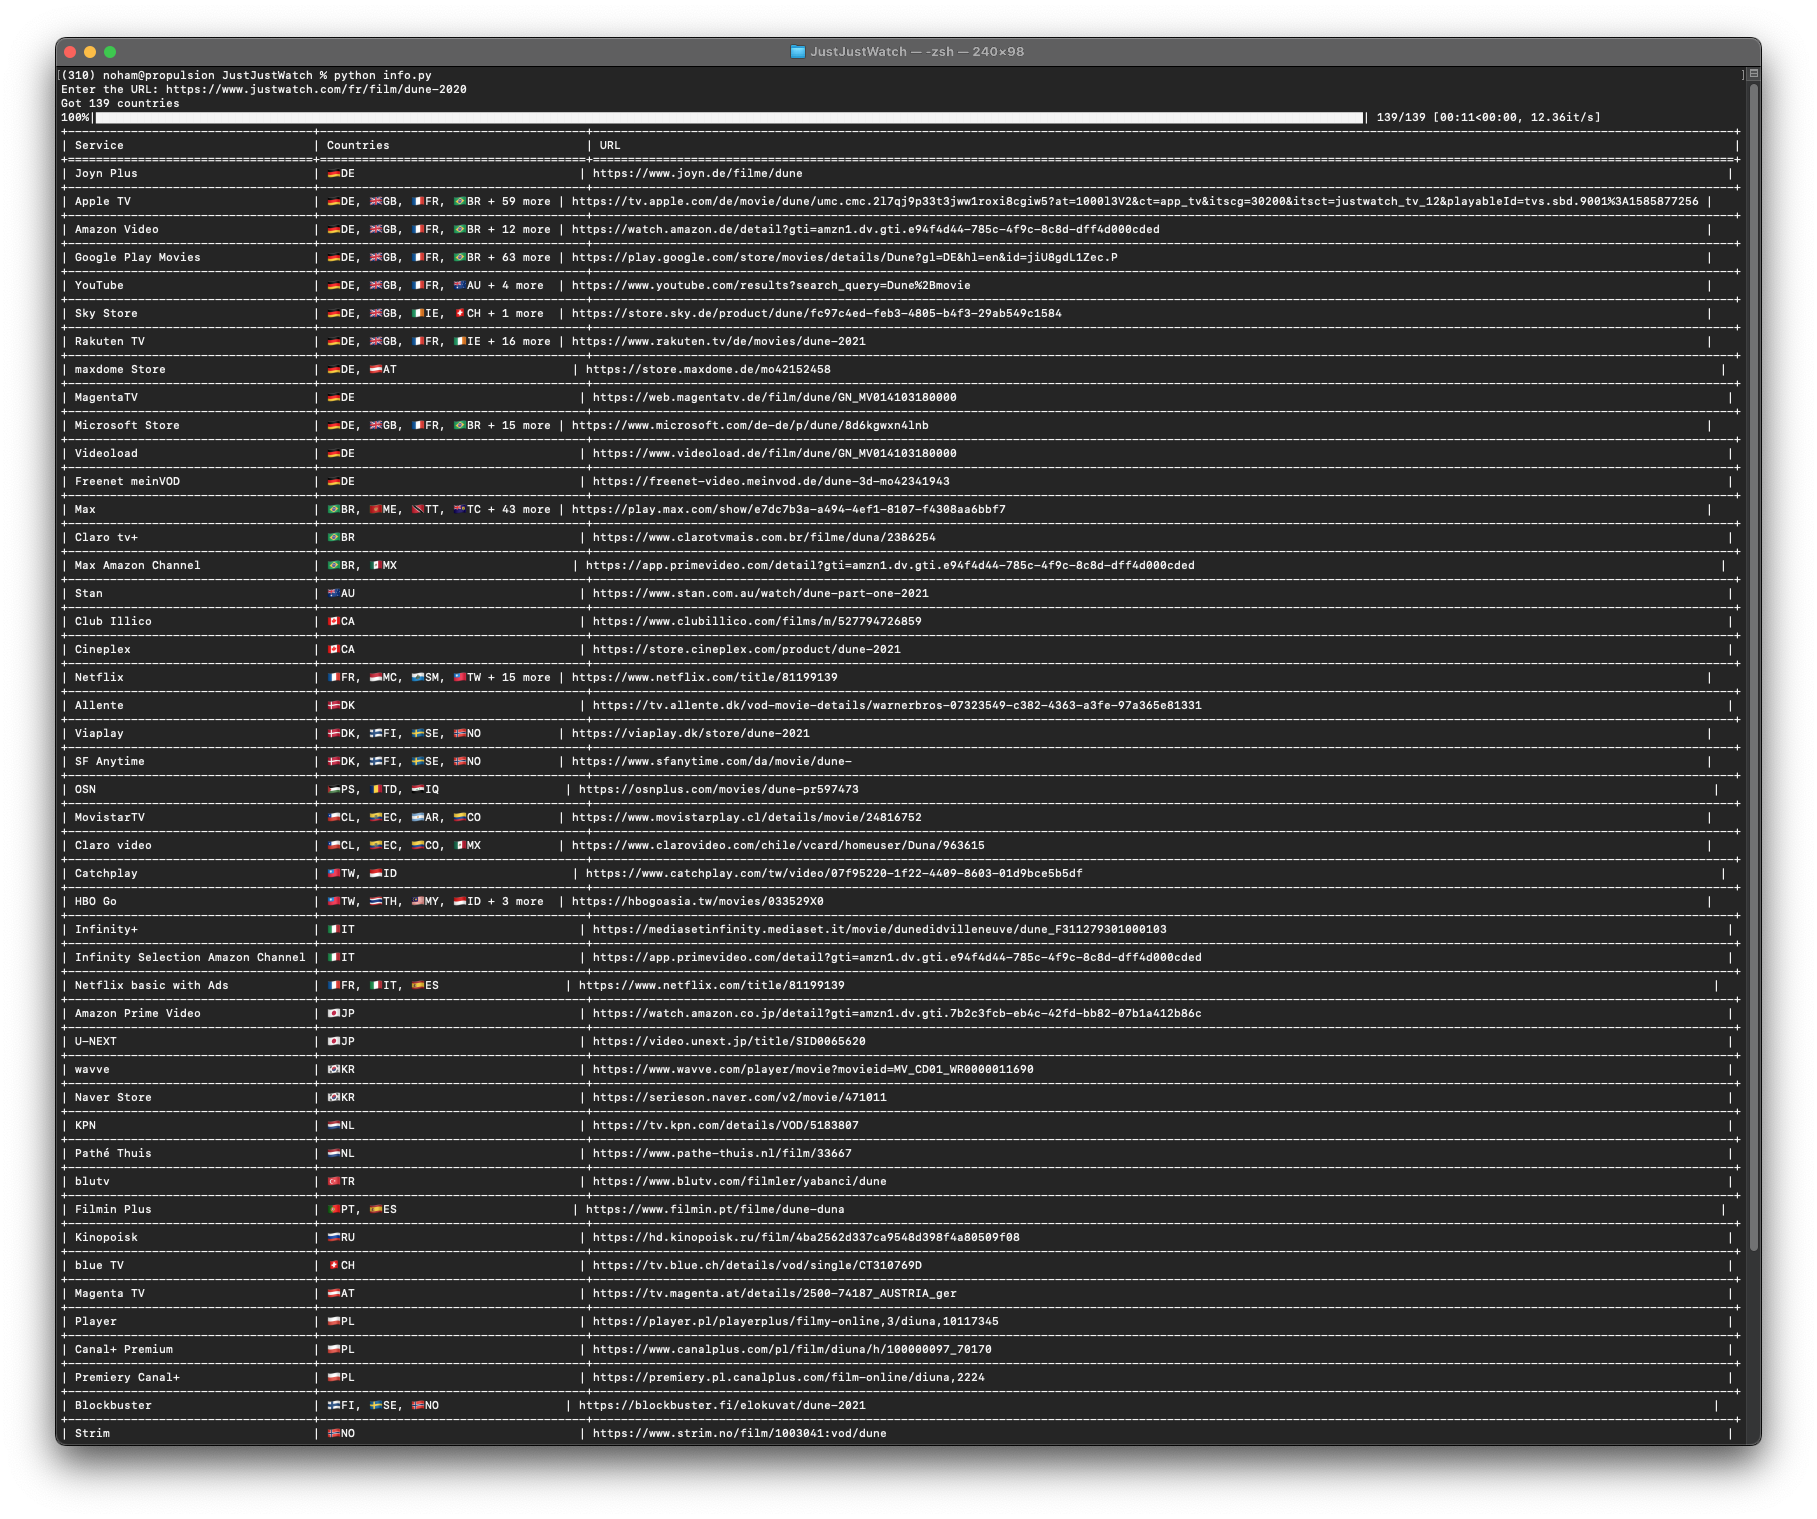 JustJustWatch — -zsh — 240×98
(310) noham@propulsion JustJustWatch % python info.py
Enter the URL: https://www.justwatch.com/fr/film/dune-2020
Got 139 countries
100%| | 139/139 [00:11<00:00, 12.36it/s]
| Service | Countries | URL |
| Joyn Plus | 🇩🇪DE | https://www.joyn.de/filme/dune |
| Apple TV | 🇩🇪DE, 🇬🇧GB, 🇫🇷FR, 🇧🇷BR + 59 more | https://tv.apple.com/de/movie/dune/umc.cmc.2l7qj9p33t3jww1roxi8cgiw5?at=1000l3V2&ct=app_tv&itscg=30200&itsct=justwatch_tv_12&playableId=tvs.sbd.9001%3A1585877256 |
| Amazon Video | 🇩🇪DE, 🇬🇧GB, 🇫🇷FR, 🇧🇷BR + 12 more | https://watch.amazon.de/detail?gti=amzn1.dv.gti.e94f4d44-785c-4f9c-8c8d-dff4d000cded |
| Google Play Movies | 🇩🇪DE, 🇬🇧GB, 🇫🇷FR, 🇧🇷BR + 63 more | https://play.google.com/store/movies/details/Dune?gl=DE&hl=en&id=jiU8gdL1Zec.P |
| YouTube | 🇩🇪DE, 🇬🇧GB, 🇫🇷FR, 🇦🇺AU + 4 more | https://www.youtube.com/results?search_query=Dune%2Bmovie |
| Sky Store | 🇩🇪DE, 🇬🇧GB, 🇮🇪IE, 🇨🇭CH + 1 more | https://store.sky.de/product/dune/fc97c4ed-feb3-4805-b4f3-29ab549c1584 |
| Rakuten TV | 🇩🇪DE, 🇬🇧GB, 🇫🇷FR, 🇮🇪IE + 16 more | https://www.rakuten.tv/de/movies/dune-2021 |
| maxdome Store | 🇩🇪DE, 🇦🇹AT | https://store.maxdome.de/mo42152458 |
| MagentaTV | 🇩🇪DE | https://web.magentatv.de/film/dune/GN_MV014103180000 |
| Microsoft Store | 🇩🇪DE, 🇬🇧GB, 🇫🇷FR, 🇧🇷BR + 15 more | https://www.microsoft.com/de-de/p/dune/8d6kgwxn4lnb |
| Videoload | 🇩🇪DE | https://www.videoload.de/film/dune/GN_MV014103180000 |
| Freenet meinVOD | 🇩🇪DE | https://freenet-video.meinvod.de/dune-3d-mo42341943 |
| Max | 🇧🇷BR, 🇲🇪ME, 🇹🇹TT, 🇹🇨TC + 43 more | https://play.max.com/show/e7dc7b3a-a494-4ef1-8107-f4308aa6bbf7 |
| Claro tv+ | 🇧🇷BR | https://www.clarotvmais.com.br/filme/duna/2386254 |
| Max Amazon Channel | 🇧🇷BR, 🇲🇽MX | https://app.primevideo.com/detail?gti=amzn1.dv.gti.e94f4d44-785c-4f9c-8c8d-dff4d000cded |
| Stan | 🇦🇺AU | https://www.stan.com.au/watch/dune-part-one-2021 |
| Club Illico | 🇨🇦CA | https://www.clubillico.com/films/m/527794726859 |
| Cineplex | 🇨🇦CA | https://store.cineplex.com/product/dune-2021 |
| Netflix | 🇫🇷FR, 🇲🇨MC, 🇸🇲SM, 🇹🇼TW + 15 more | https://www.netflix.com/title/81199139 |
| Allente | 🇩🇰DK | https://tv.allente.dk/vod-movie-details/warnerbros-07323549-c382-4363-a3fe-97a365e81331 |
| Viaplay | 🇩🇰DK, 🇫🇮FI, 🇸🇪SE, 🇳🇴NO | https://viaplay.dk/store/dune-2021 |
| SF Anytime | 🇩🇰DK, 🇫🇮FI, 🇸🇪SE, 🇳🇴NO | https://www.sfanytime.com/da/movie/dune- |
| OSN | 🇵🇸PS, 🇹🇩TD, 🇮🇶IQ | https://osnplus.com/movies/dune-pr597473 |
| MovistarTV | 🇨🇱CL, 🇪🇨EC, 🇦🇷AR, 🇨🇴CO | https://www.movistarplay.cl/details/movie/24816752 |
| Claro video | 🇨🇱CL, 🇪🇨EC, 🇨🇴CO, 🇲🇽MX | https://www.clarovideo.com/chile/vcard/homeuser/Duna/963615 |
| Catchplay | 🇹🇼TW, 🇮🇩ID | https://www.catchplay.com/tw/video/07f95220-1f22-4409-8603-01d9bce5b5df |
| HBO Go | 🇹🇼TW, 🇹🇭TH, 🇲🇾MY, 🇮🇩ID + 3 more | https://hbogoasia.tw/movies/033529X0 |
| Infinity+ | 🇮🇹IT | https://mediasetinfinity.mediaset.it/movie/dunedidvilleneuve/dune_F311279301000103 |
| Infinity Selection Amazon Channel | 🇮🇹IT | https://app.primevideo.com/detail?gti=amzn1.dv.gti.e94f4d44-785c-4f9c-8c8d-dff4d000cded |
| Netflix basic with Ads | 🇫🇷FR, 🇮🇹IT, 🇪🇸ES | https://www.netflix.com/title/81199139 |
| Amazon Prime Video | 🇯🇵JP | https://watch.amazon.co.jp/detail?gti=amzn1.dv.gti.7b2c3fcb-eb4c-42fd-bb82-07b1a412b86c |
| U-NEXT | 🇯🇵JP | https://video.unext.jp/title/SID0065620 |
| wavve | 🇰🇷KR | https://www.wavve.com/player/movie?movieid=MV_CD01_WR0000011690 |
| Naver Store | 🇰🇷KR | https://serieson.naver.com/v2/movie/471011 |
| KPN | 🇳🇱NL | https://tv.kpn.com/details/VOD/5183807 |
| Pathé Thuis | 🇳🇱NL | https://www.pathe-thuis.nl/film/33667 |
| blutv | 🇹🇷TR | https://www.blutv.com/filmler/yabanci/dune |
| Filmin Plus | 🇵🇹PT, 🇪🇸ES | https://www.filmin.pt/filme/dune-duna |
| Kinopoisk | 🇷🇺RU | https://hd.kinopoisk.ru/film/4ba2562d337ca9548d398f4a80509f08 |
| blue TV | 🇨🇭CH | https://tv.blue.ch/details/vod/single/CT310769D |
| Magenta TV | 🇦🇹AT | https://tv.magenta.at/details/2500-74187_AUSTRIA_ger |
| Player | 🇵🇱PL | https://player.pl/playerplus/filmy-online,3/diuna,10117345 |
| Canal+ Premium | 🇵🇱PL | https://www.canalplus.com/pl/film/diuna/h/100000097_70170 |
| Premiery Canal+ | 🇵🇱PL | https://premiery.pl.canalplus.com/film-online/diuna,2224 |
| Blockbuster | 🇫🇮FI, 🇸🇪SE, 🇳🇴NO | https://blockbuster.fi/elokuvat/dune-2021 |
| Strim | 🇳🇴NO | https://www.strim.no/film/1003041:vod/dune |